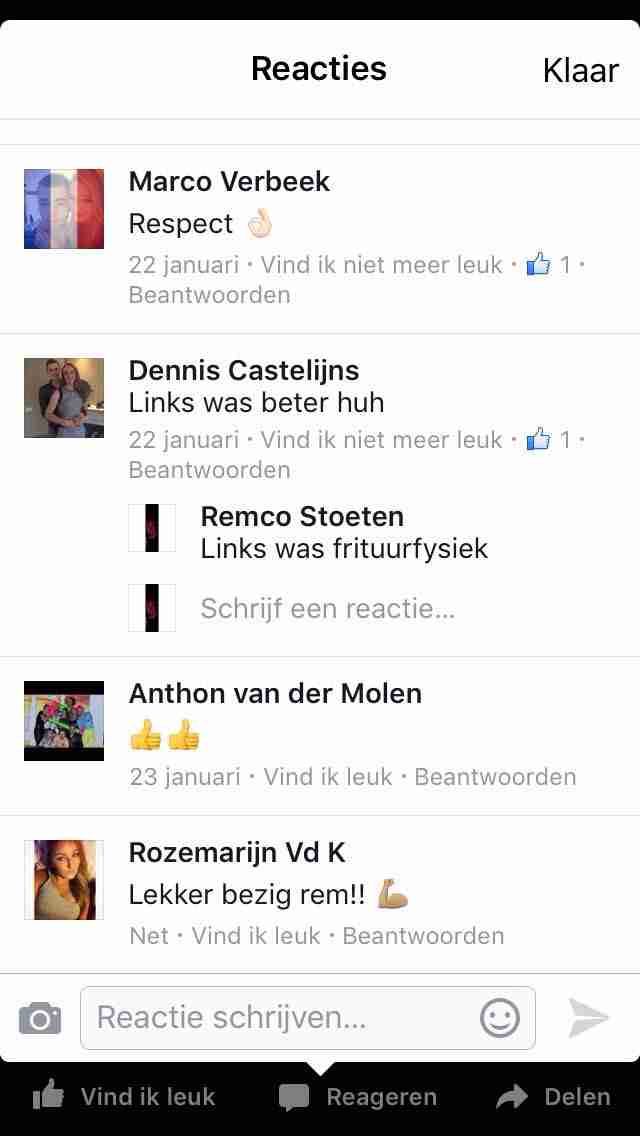 Reacties
Klaar
Marco Verbeek
Respect 👌🏻
22 januari · Vind ik niet meer leuk · 👍 1 ·
Beantwoorden
Dennis Castelijns
Links was beter huh
22 januari · Vind ik niet meer leuk · 👍 1 ·
Beantwoorden
Remco Stoeten
Links was frituurfysiek
Schrijf een reactie...
Anthon van der Molen
👍👍
23 januari · Vind ik leuk · Beantwoorden
Rozemarijn Vd K
Lekker bezig rem!! 💪🏽
Net · Vind ik leuk · Beantwoorden
Reactie schrijven...
Vind ik leuk
Reageren
Delen